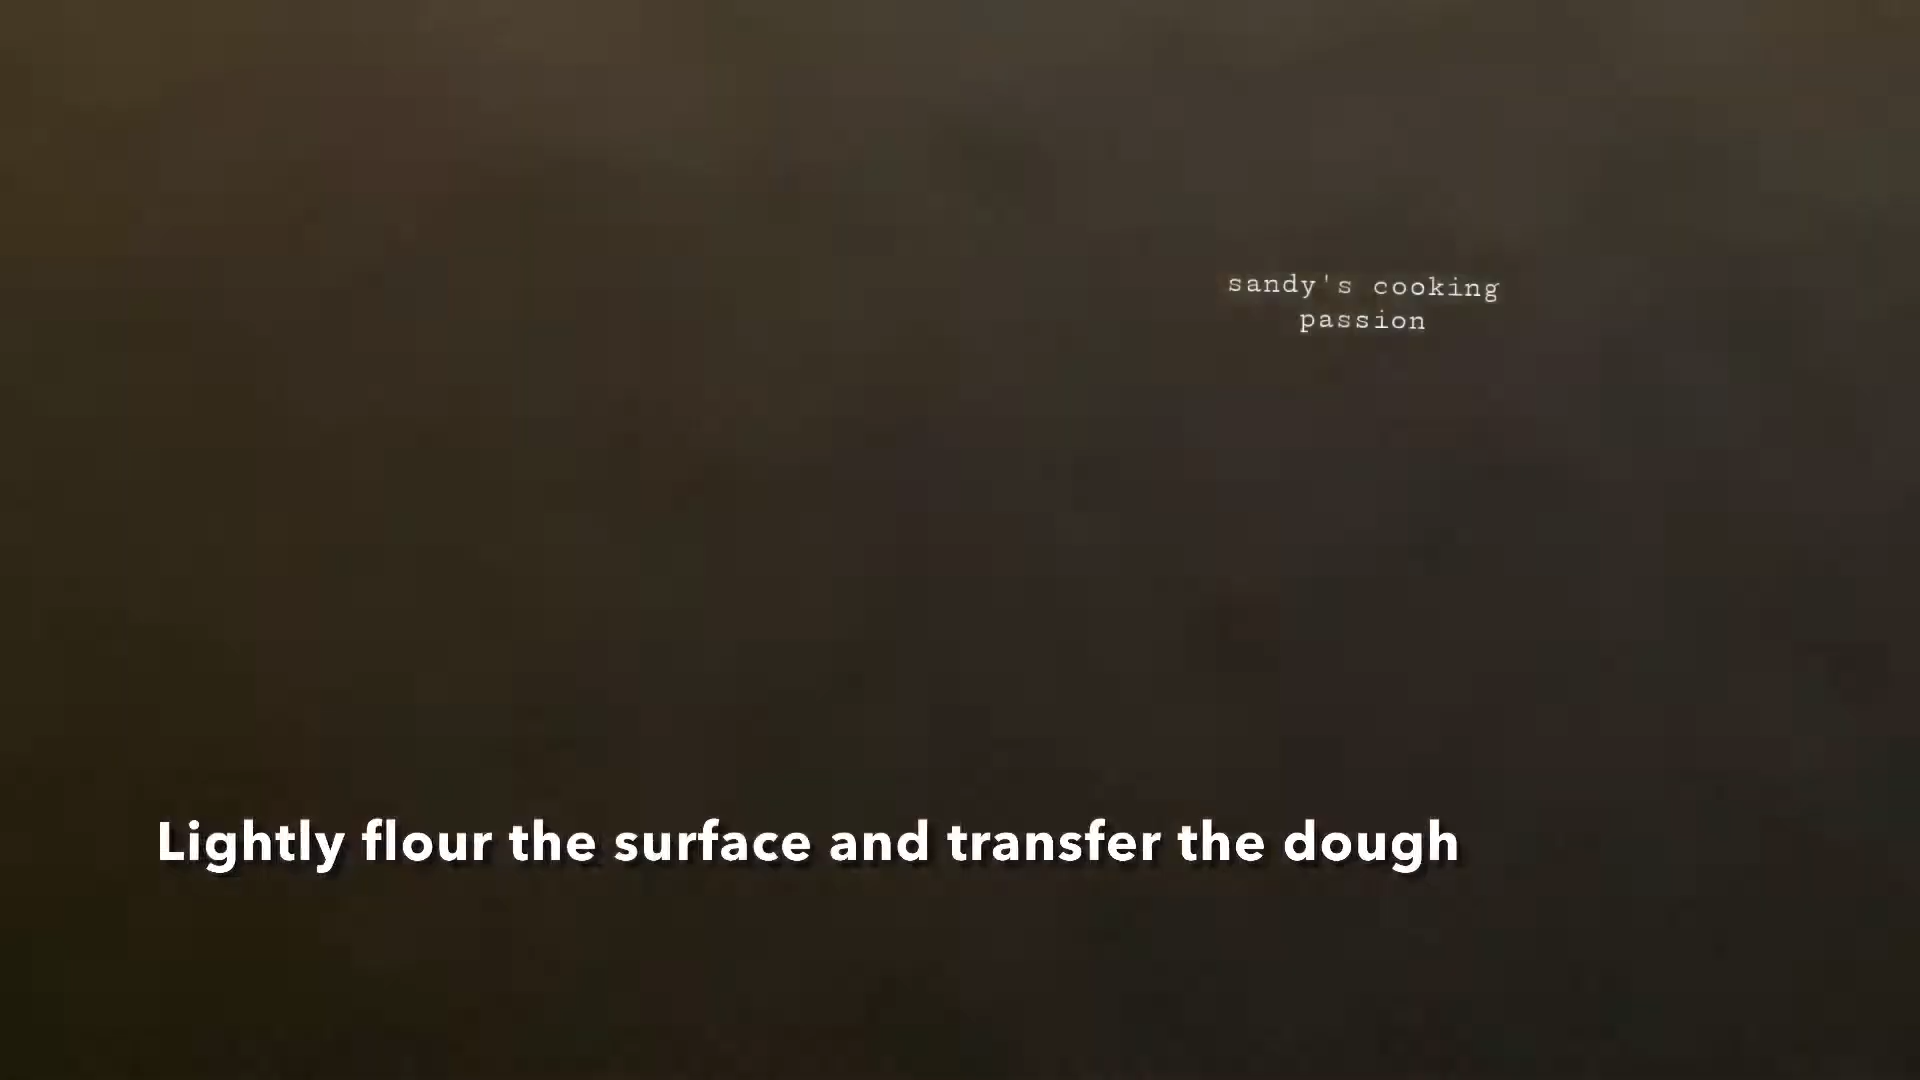 sandy's cooking
passion
Lightly flour the surface and transfer the dough